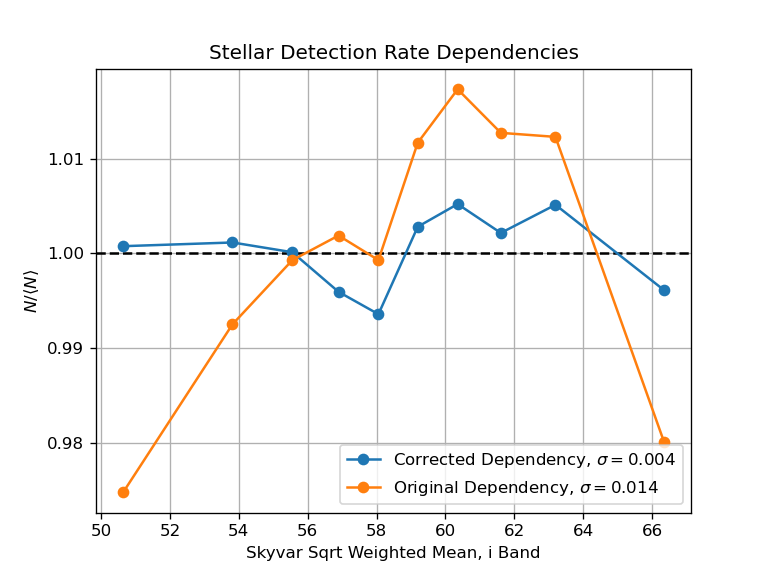 Stellar Detection Rate Dependencies
1.01
1.00
0.99
0.98
N/⟨N⟩
Corrected Dependency, σ = 0.004
Original Dependency, σ = 0.014
50 52 54 56 58 60 62 64 66
Skyvar Sqrt Weighted Mean, i Band